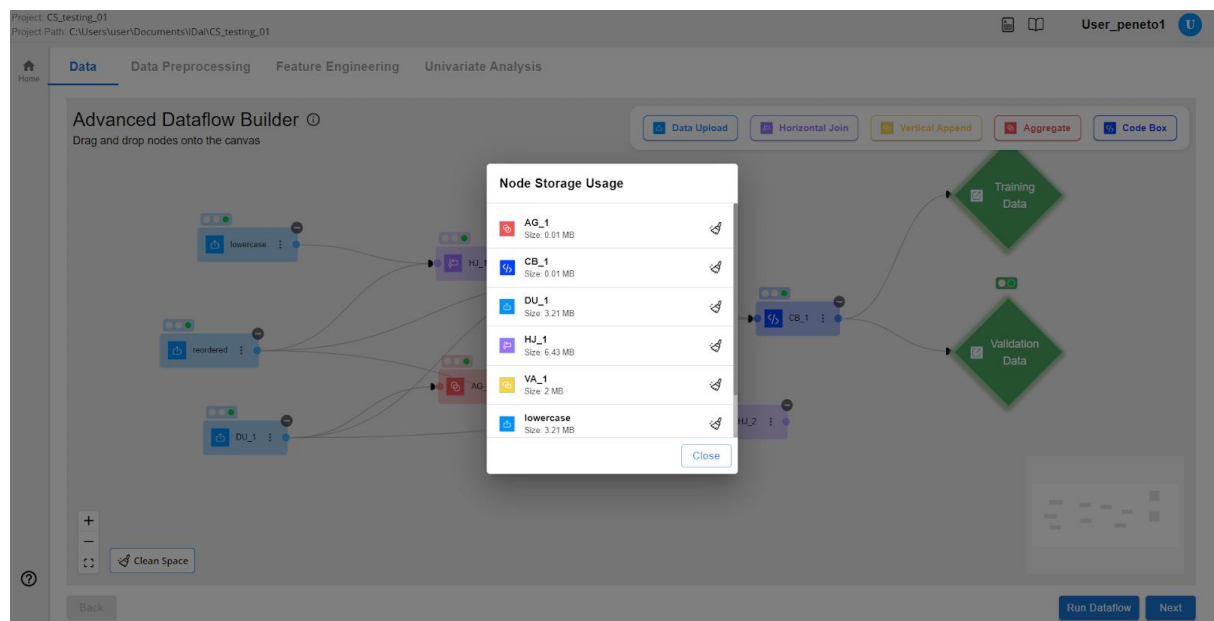 Project: CS_testing_01
Project Path: C:\Users\user\Documents\IDai\CS_testing_01
User_peneto1
U
Home
Data
Data Preprocessing
Feature Engineering
Univariate Analysis
Advanced Dataflow Builder
Drag and drop nodes onto the canvas
Data Upload
Horizontal Join
Vertical Append
Aggregate
Code Box
Training
Data
lowercase
HJ_1
reordered
AG_
DU_1
CB_1
HJ_2
Validation
Data
Node Storage Usage
AG_1
Size: 0.01 MB
CB_1
Size: 0.01 MB
DU_1
Size: 3.21 MB
HJ_1
Size: 6.43 MB
VA_1
Size: 2 MB
lowercase
Size: 3.21 MB
Close
Clean Space
Back
Run Dataflow
Next